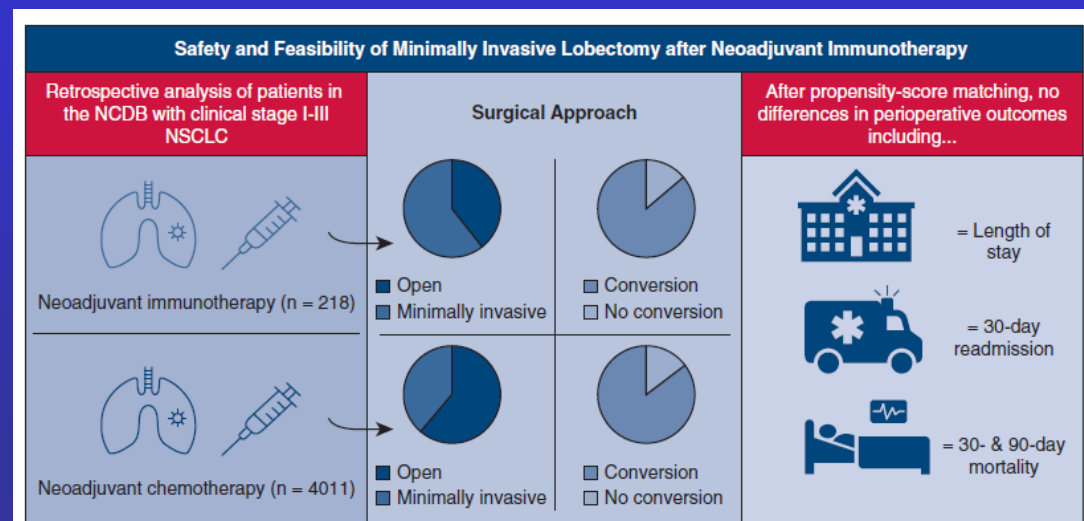 Safety and Feasibility of Minimally Invasive Lobectomy after Neoadjuvant Immunotherapy
Retrospective analysis of patients in
the NCDB with clinical stage I-III
NSCLC
Neoadjuvant immunotherapy (n = 218)
Neoadjuvant chemotherapy (n = 4011)
Surgical Approach
Open
Minimally invasive
Conversion
No conversion
Open
Minimally invasive
Conversion
No conversion
After propensity-score matching, no
differences in perioperative outcomes
including...
= Length of
stay
= 30-day
readmission
= 30- & 90-day
mortality